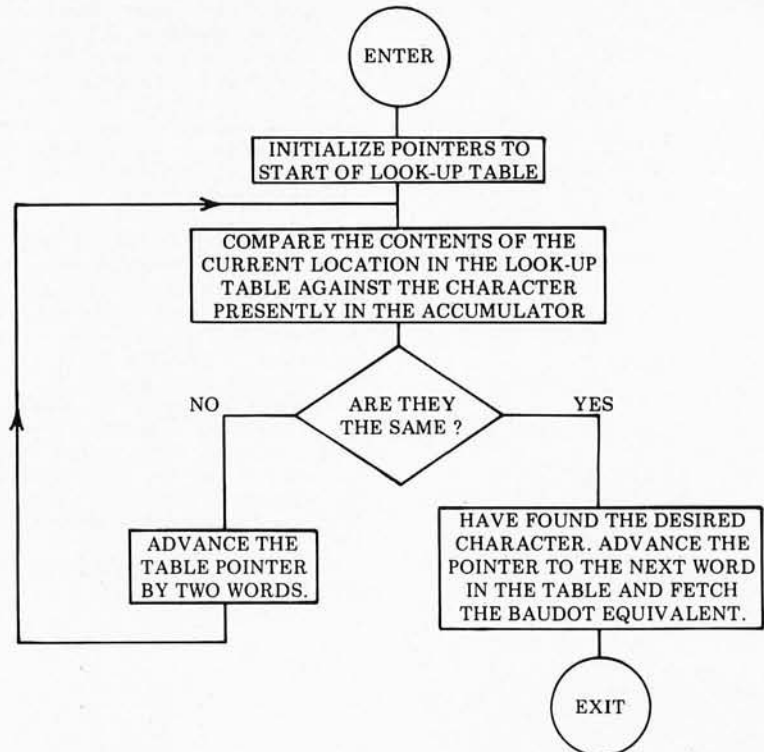 ENTER
INITIALIZE POINTERS TO
START OF LOOK-UP TABLE
COMPARE THE CONTENTS OF THE
CURRENT LOCATION IN THE LOOK-UP
TABLE AGAINST THE CHARACTER
PRESENTLY IN THE ACCUMULATOR
ARE THEY
THE SAME ?
NO
YES
ADVANCE THE
TABLE POINTER
BY TWO WORDS.
HAVE FOUND THE DESIRED
CHARACTER. ADVANCE THE
POINTER TO THE NEXT WORD
IN THE TABLE AND FETCH
THE BAUDOT EQUIVALENT.
EXIT